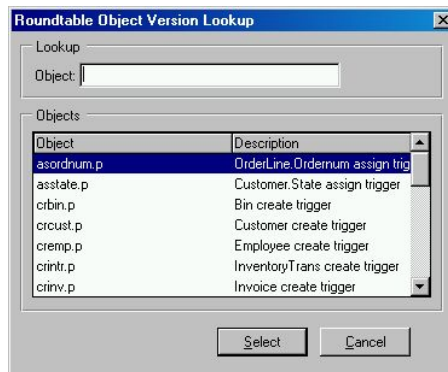 Roundtable Object Version Lookup
Lookup
Object:
Objects
Object Description
asordnum.p OrderLine.Ordernum assign trig
asstate.p Customer.State assign trigger
crbin.p Bin create trigger
crcust.p Customer create trigger
cremp.p Employee create trigger
crintr.p InventoryTrans create trigger
crinv.p Invoice create trigger
Select Cancel